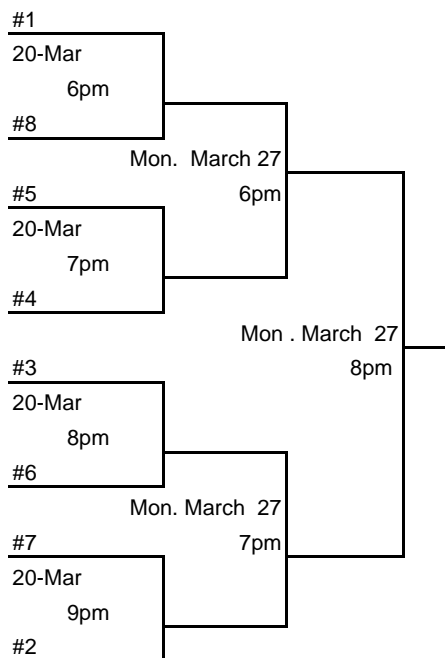 #1
20-Mar
6pm
#8
Mon. March 27
6pm
#5
20-Mar
7pm
#4
Mon . March 27
8pm
#3
20-Mar
8pm
#6
Mon. March 27
7pm
#7
20-Mar
9pm
#2